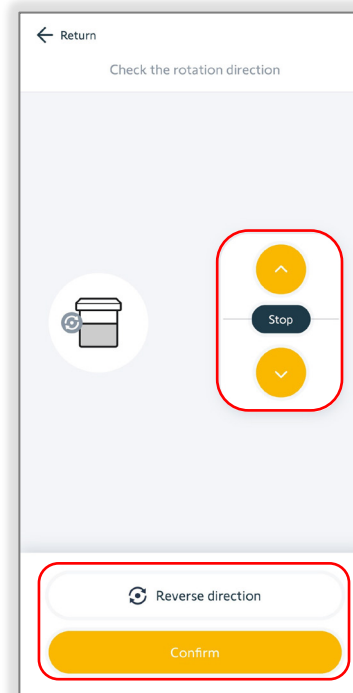 Return
Check the rotation direction
Stop
Reverse direction
Confirm